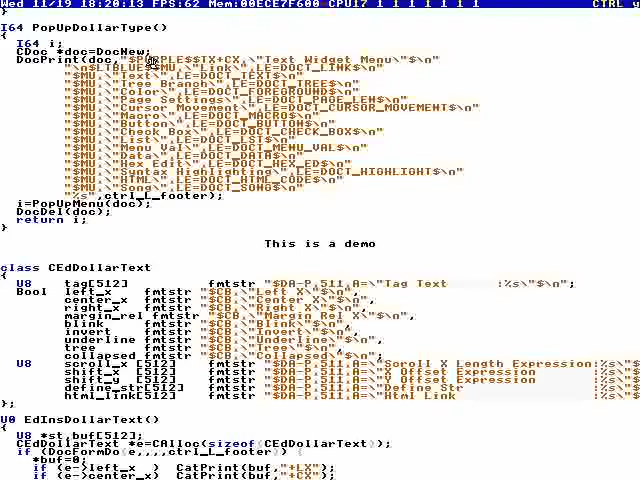 Wed 11/19 18:20:13 FPS:62 Mem:00ECE7F600 CPU17 1 1 1 1 1 1 CTRL y
}
I64 PopUpDollarType()
{
I64 i;
CDoc *doc=DocNew;
DocPrint(doc,"$PURPLE$$TX+CX,\"Text Widget Menu\"$\n"
"\n$LTBLUE$$MU,\"Link\",LE=DOCT_LINK$\n"
"$MU,\"Text\",LE=DOCT_TEXT$\n"
"$MU,\"Tree Branch\",LE=DOCT_TREE$\n"
"$MU,\"Color\",LE=DOCT_FOREGROUND$\n"
"$MU,\"Page Settings\",LE=DOCT_PAGE_LEN$\n"
"$MU,\"Cursor Movement\",LE=DOCT_CURSOR_MOVEMENT$\n"
"$MU,\"Macro\",LE=DOCT_MACRO$\n"
"$MU,\"Button\",LE=DOCT_BUTTON$\n"
"$MU,\"Check Box\",LE=DOCT_CHECK_BOX$\n"
"$MU,\"List\",LE=DOCT_LST$\n"
"$MU,\"Menu Val\",LE=DOCT_MENU_VAL$\n"
"$MU,\"Data\",LE=DOCT_DATA$\n"
"$MU,\"Hex Edit\",LE=DOCT_HEX_ED$\n"
"$MU,\"Syntax Highlighting\",LE=DOCT_HIGHLIGHT$\n"
"$MU,\"HTML\",LE=DOCT_HTML_CODE$\n"
"$MU,\"Song\",LE=DOCT_SONG$\n"
"%s",ctrl_L_footer);
i=PopUpMenu(doc);
DocDel(doc);
return i;
}
This is a demo
class CEdDollarText
{
U8 tag[512] fmtstr "$DA-P,511,A=\"Tag Text :%s\"$\n";
Bool left_x fmtstr "$CB,\"Left X\"$\n",
center_x fmtstr "$CB,\"Center X\"$\n",
right_x fmtstr "$CB,\"Right X\"$\n",
margin_rel fmtstr "$CB,\"Margin Rel X\"$\n",
blink fmtstr "$CB,\"Blink\"$\n",
invert fmtstr "$CB,\"Invert\"$\n",
underline fmtstr "$CB,\"Underline\"$\n",
tree fmtstr "$CB,\"Tree\"$\n",
collapsed fmtstr "$CB,\"Collapsed\"$\n";
U8 scroll_x [512] fmtstr "$DA-P,511,A=\"Scroll X Length Expression:%s\"$
shift_x [512] fmtstr "$DA-P,511,A=\"X Offset Expression :%s\"$
shift_y [512] fmtstr "$DA-P,511,A=\"Y Offset Expression :%s\"$
define_str[512] fmtstr "$DA-P,511,A=\"Define Str :%s\"$
html_link[512] fmtstr "$DA-P,511,A=\"Html Link :%s\"$
};
U0 EdInsDollarText()
{
U8 *st,buf[512];
CEdDollarText *e=CAlloc(sizeof(CEdDollarText));
if (DocFormDo(e,,,,ctrl_L_footer)) {
*buf=0;
if (e->left_x ) CatPrint(buf,"+LX");
if (e->center_x) CatPrint(buf,"+CX");